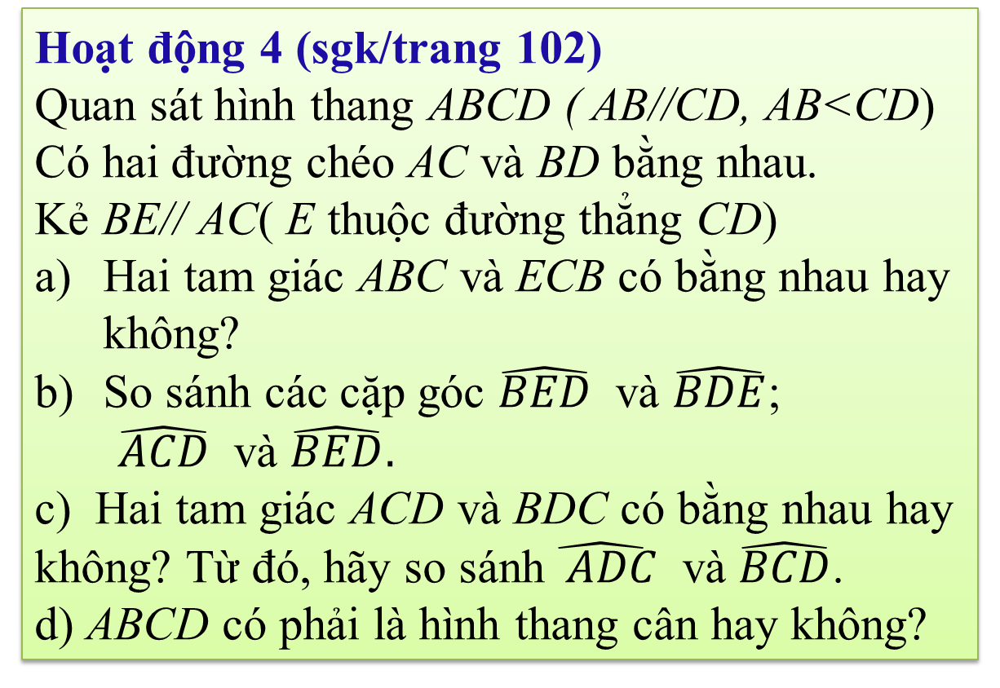 Hoạt động 4 (sgk/trang 102)
Quan sát hình thang ABCD ( AB//CD, AB<CD)
Có hai đường chéo AC và BD bằng nhau.
Kẻ BE// AC( E thuộc đường thẳng CD)
a) Hai tam giác ABC và ECB có bằng nhau hay
không?
b) So sánh các cặp góc \widehat{BED} và \widehat{BDE};
\widehat{ACD} và \widehat{BED}.
c) Hai tam giác ACD và BDC có bằng nhau hay
không? Từ đó, hãy so sánh \widehat{ADC} và \widehat{BCD}.
d) ABCD có phải là hình thang cân hay không?